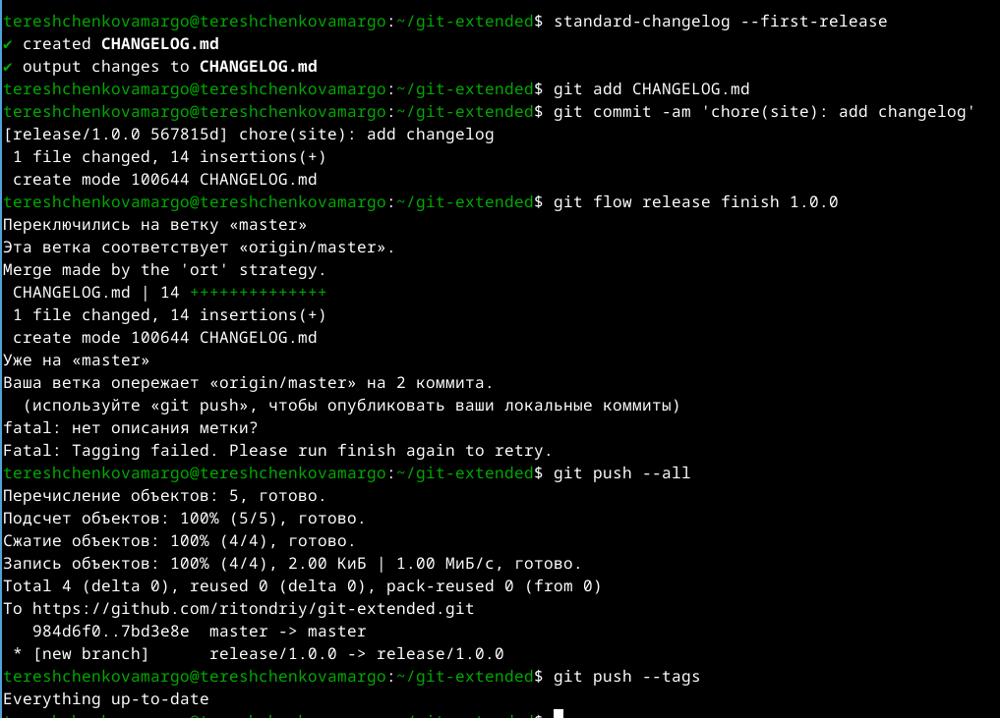 tereshchenkovamargo@tereshchenkovamargo:~/git-extended$ standard-changelog --first-release
✔ created CHANGELOG.md
✔ output changes to CHANGELOG.md
tereshchenkovamargo@tereshchenkovamargo:~/git-extended$ git add CHANGELOG.md
tereshchenkovamargo@tereshchenkovamargo:~/git-extended$ git commit -am 'chore(site): add changelog'
[release/1.0.0 567815d] chore(site): add changelog
 1 file changed, 14 insertions(+)
 create mode 100644 CHANGELOG.md
tereshchenkovamargo@tereshchenkovamargo:~/git-extended$ git flow release finish 1.0.0
Переключились на ветку «master»
Эта ветка соответствует «origin/master».
Merge made by the 'ort' strategy.
 CHANGELOG.md | 14 ++++++++++++++
 1 file changed, 14 insertions(+)
 create mode 100644 CHANGELOG.md
Уже на «master»
Ваша ветка опережает «origin/master» на 2 коммита.
  (используйте «git push», чтобы опубликовать ваши локальные коммиты)
fatal: нет описания метки?
Fatal: Tagging failed. Please run finish again to retry.
tereshchenkovamargo@tereshchenkovamargo:~/git-extended$ git push --all
Перечисление объектов: 5, готово.
Подсчет объектов: 100% (5/5), готово.
Сжатие объектов: 100% (4/4), готово.
Запись объектов: 100% (4/4), 2.00 КиБ | 1.00 МиБ/с, готово.
Total 4 (delta 0), reused 0 (delta 0), pack-reused 0 (from 0)
To https://github.com/ritondriy/git-extended.git
   984d6f0..7bd3e8e  master -> master
 * [new branch]      release/1.0.0 -> release/1.0.0
tereshchenkovamargo@tereshchenkovamargo:~/git-extended$ git push --tags
Everything up-to-date